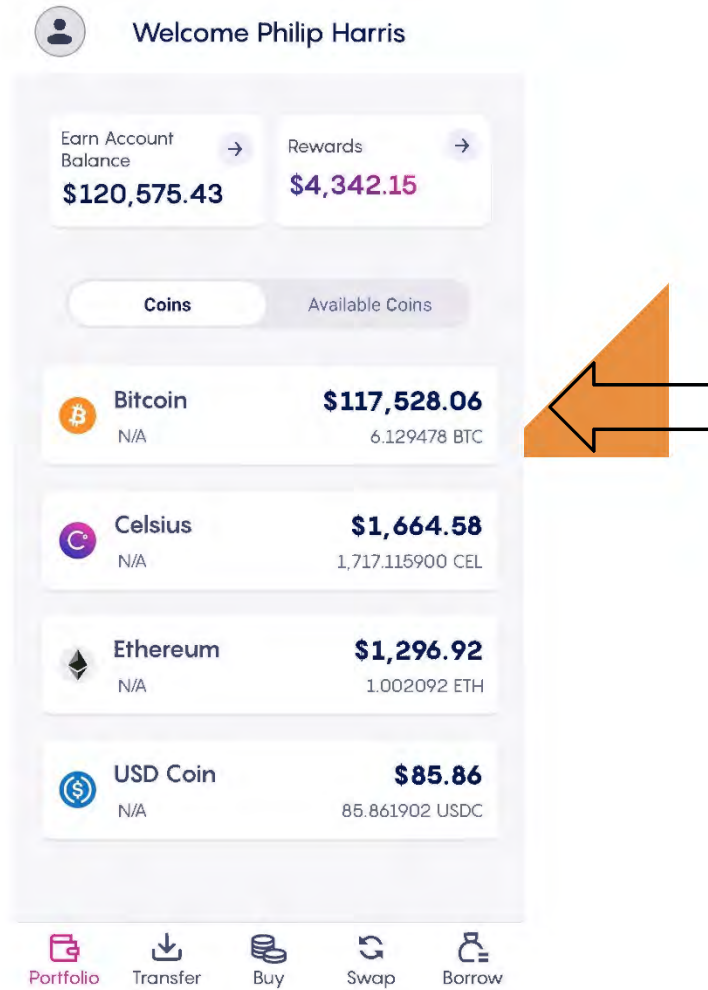 Welcome Philip Harris
Earn Account
Balance
$120,575.43
Rewards
$4,342.15
Coins
Available Coins
Bitcoin
$117,528.06
N/A
6.129478 BTC
Celsius
$1,664.58
N/A
1,717.115900 CEL
Ethereum
$1,296.92
N/A
1.002092 ETH
USD Coin
$85.86
N/A
85.861902 USDC
Portfolio
Transfer
Buy
Swap
Borrow